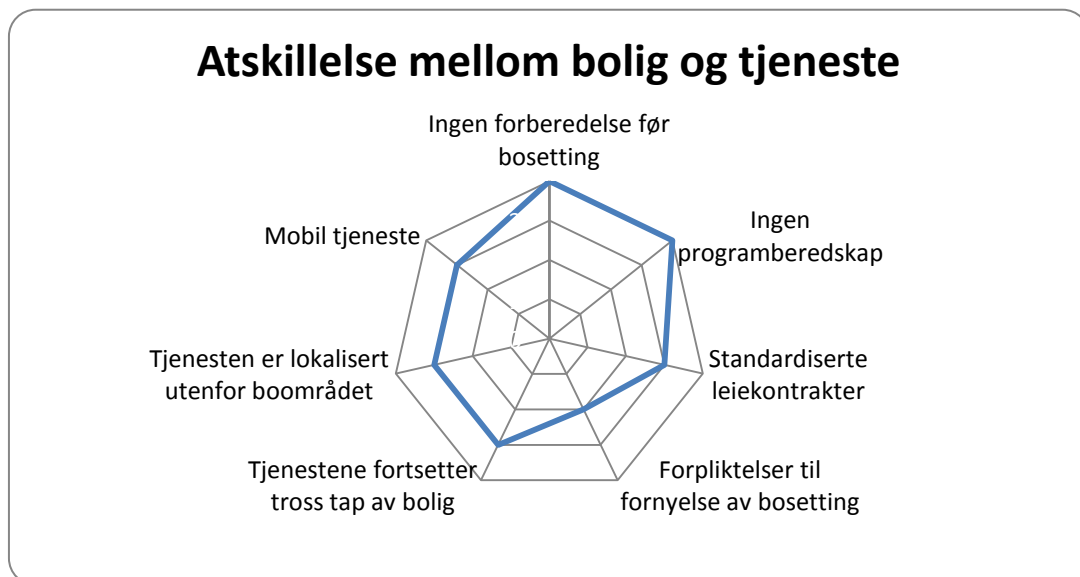 Atskillelse mellom bolig og tjeneste
Ingen forberedelse før
bosetting
Ingen
programberedskap
Standardiserte
leiekontrakter
Forpliktelser til
fornyelse av bosetting
Tjenestene fortsetter
tross tap av bolig
Tjenesten er lokalisert
utenfor boområdet
Mobil tjeneste